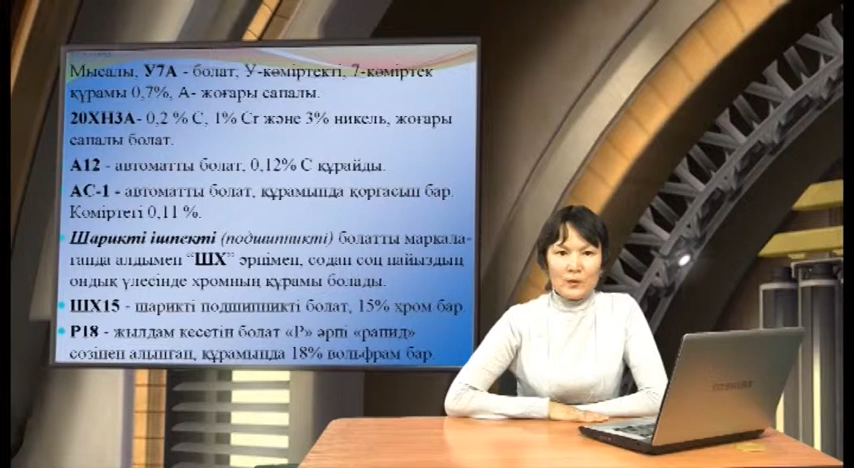 Мысалы, У7А - болат, У-көміртекті, 7-көміртек
құрамы 0,7%, А- жоғары сапалы.
20ХН3А- 0,2 % С, 1% Cr және 3% никель, жоғары
сапалы болат.
А12 - автоматты болат, 0,12% С құрайды.
АС-1 - автоматты болат, құрамында қорғасын бар.
Көміртегі 0,11 %.
Шарикті ішпекті (подшипникті) болатты маркала-
ғанда алдымен “ШХ” әрпімен, содан соң пайыздың
ондық үлесінде хромның құрамы болады.
ШХ15 - шарикті подшипникті болат, 15% хром бар.
Р18 - жылдам кесетін болат «Р» әрпі «рапид»
сөзінен алынған, құрамында 18% вольфрам бар.
TOSHIBA